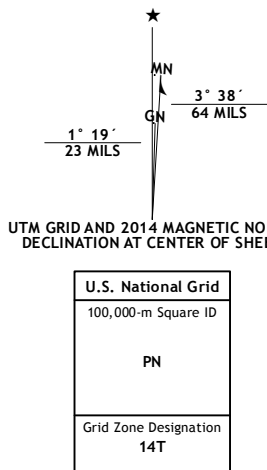 ★
MN
3° 38´
64 MILS
GN
1° 19´
23 MILS
UTM GRID AND 2014 MAGNETIC NO
DECLINATION AT CENTER OF SHE
U.S. National Grid
100,000-m Square ID
PN
Grid Zone Designation
14T